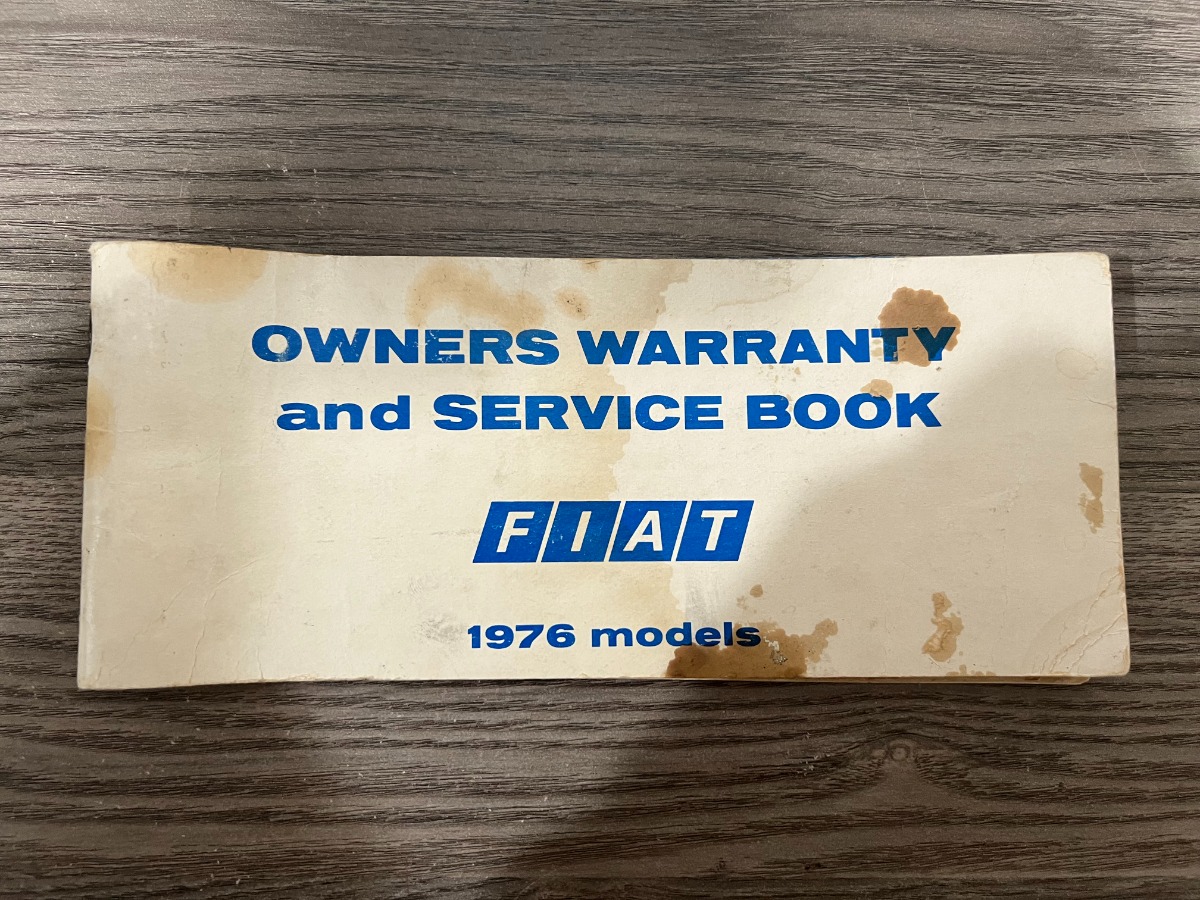 OWNERS WARRANTY
and SERVICE BOOK
FIAT
1976 models